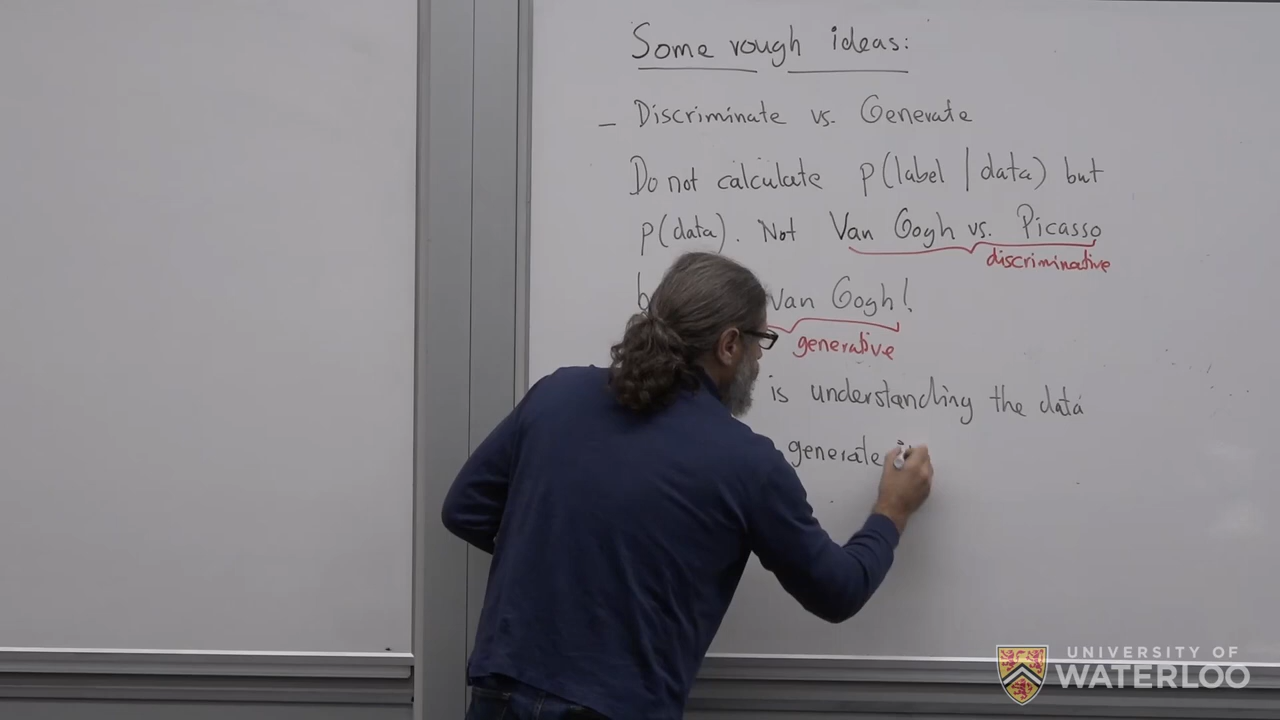 Some rough ideas:
- Discriminate vs. Generate
Do not calculate p(label | data) but
p(data). Not Van Gogh vs. Picasso
discriminative
Van Gogh!
generative
is understanding the data
generate
UNIVERSITY OF
WATERLOO